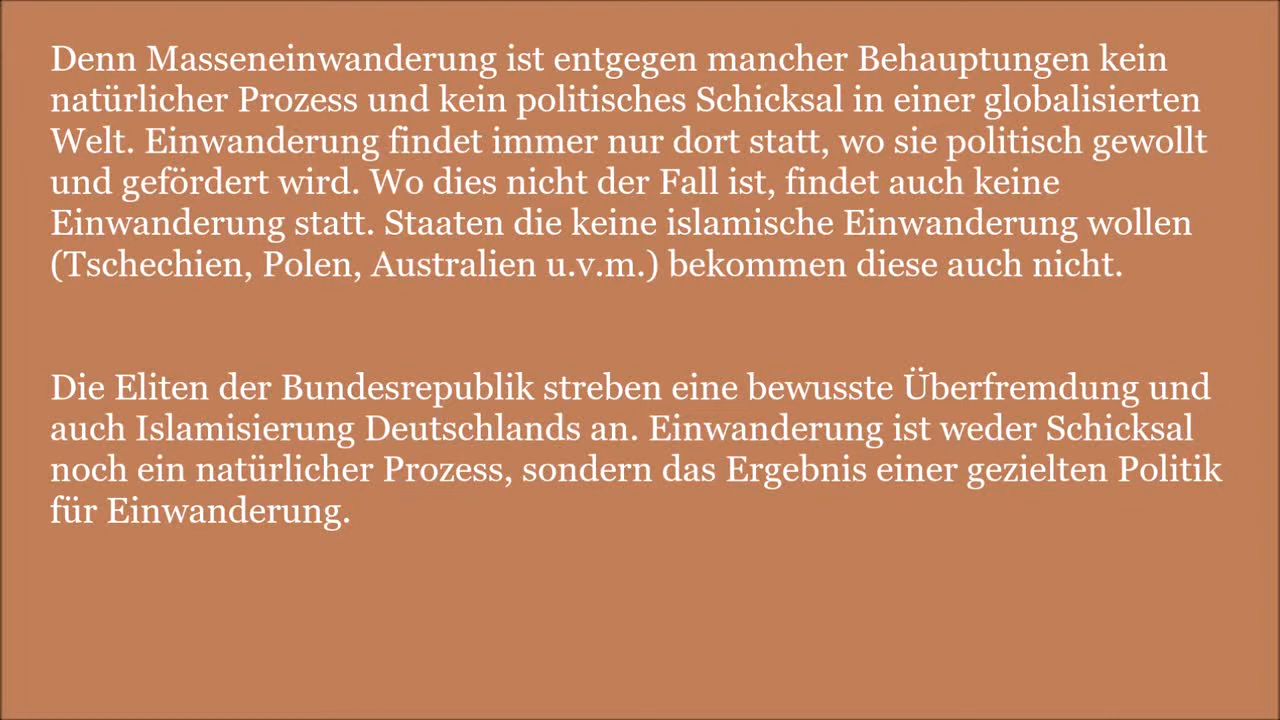 Denn Masseneinwanderung ist entgegen mancher Behauptungen kein
natürlicher Prozess und kein politisches Schicksal in einer globalisierten
Welt. Einwanderung findet immer nur dort statt, wo sie politisch gewollt
und gefördert wird. Wo dies nicht der Fall ist, findet auch keine
Einwanderung statt. Staaten die keine islamische Einwanderung wollen
(Tschechien, Polen, Australien u.v.m.) bekommen diese auch nicht.
Die Eliten der Bundesrepublik streben eine bewusste Überfremdung und
auch Islamisierung Deutschlands an. Einwanderung ist weder Schicksal
noch ein natürlicher Prozess, sondern das Ergebnis einer gezielten Politik
für Einwanderung.